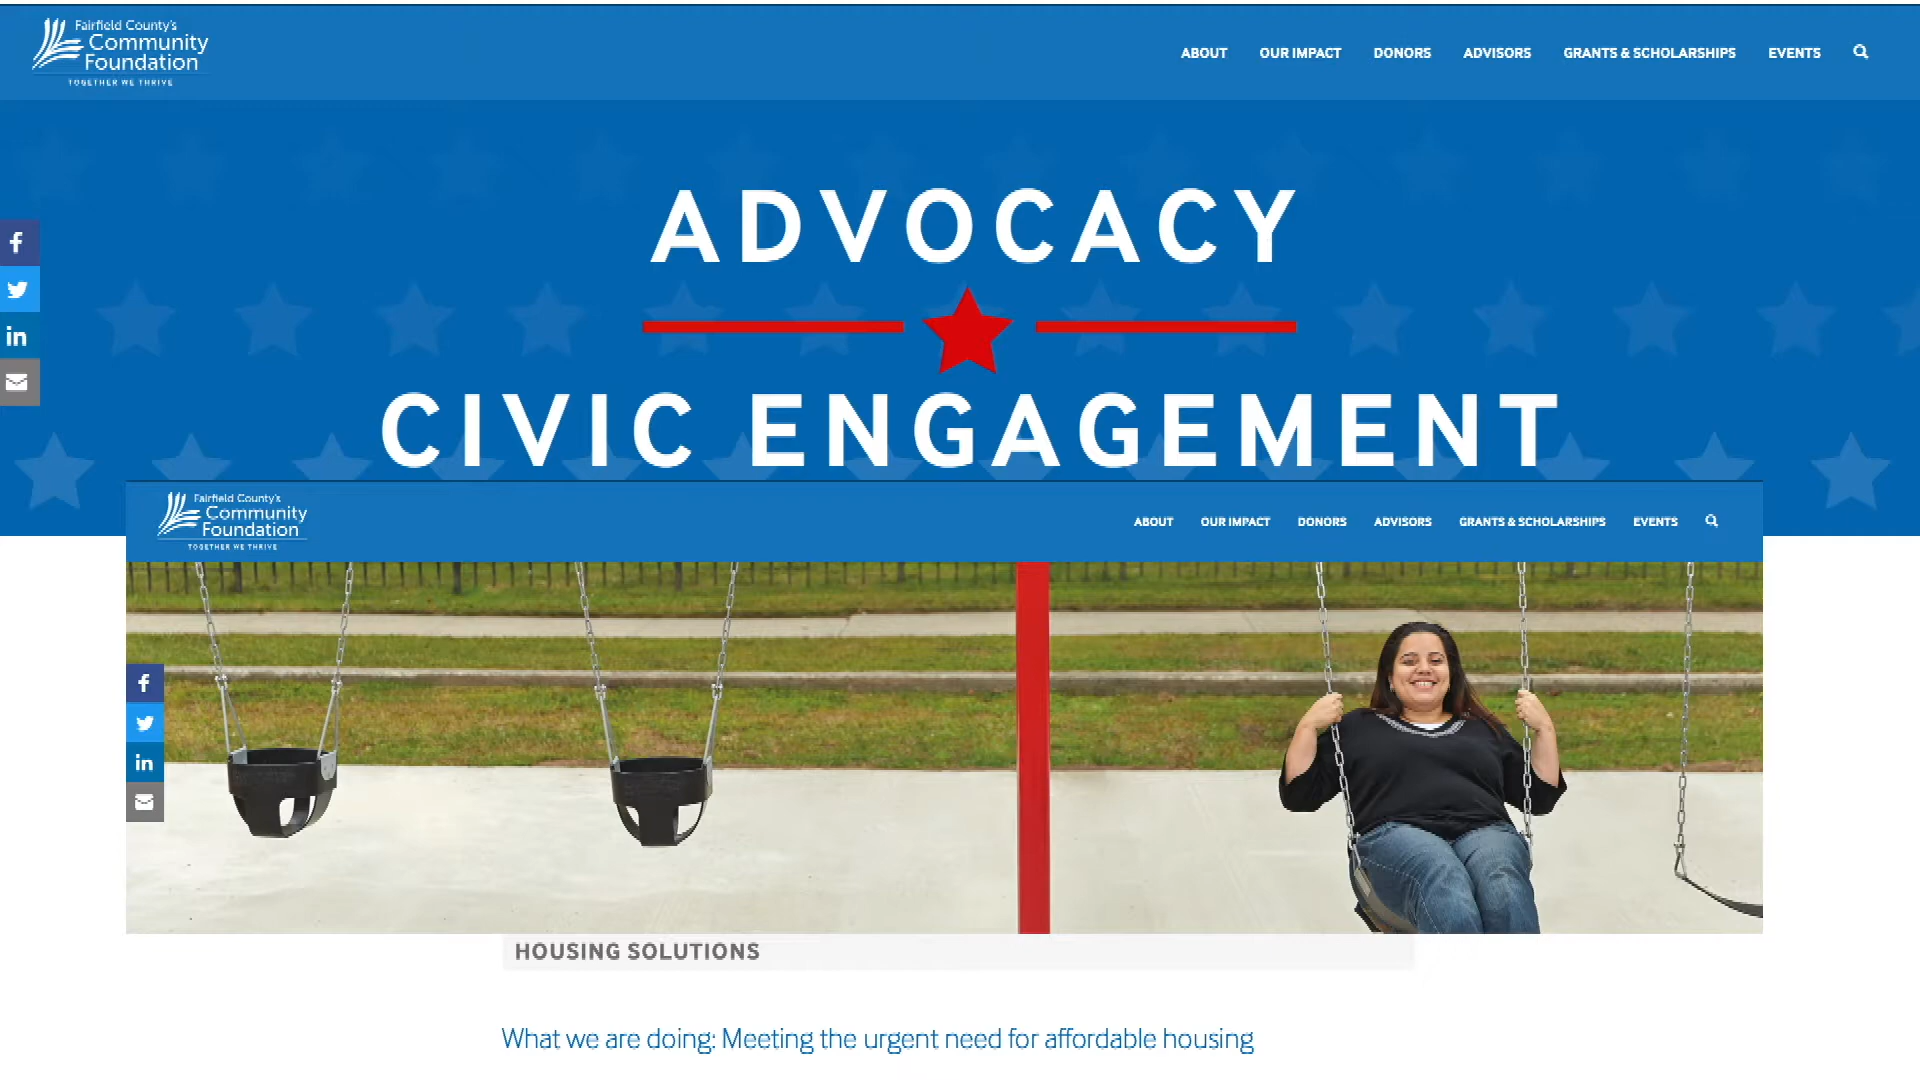 Fairfield County's
Community
Foundation
TOGETHER WE THRIVE
ABOUT OUR IMPACT DONORS ADVISORS GRANTS & SCHOLARSHIPS EVENTS
ADVOCACY
CIVIC ENGAGEMENT
Fairfield County's
Community
Foundation
TOGETHER WE THRIVE
ABOUT OUR IMPACT DONORS ADVISORS GRANTS & SCHOLARSHIPS EVENTS
HOUSING SOLUTIONS
What we are doing: Meeting the urgent need for affordable housing